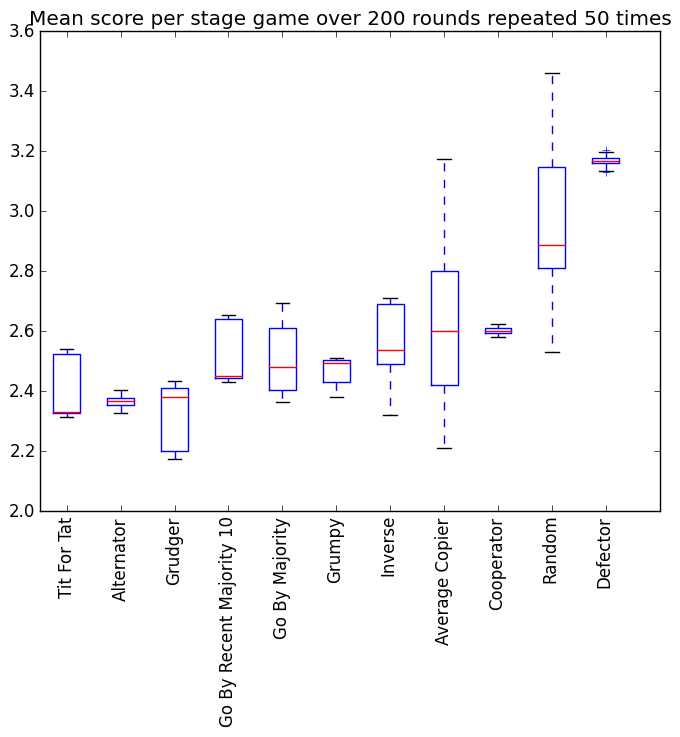 Mean score per stage game over 200 rounds repeated 50 times
3.6
3.4
3.2
3.0
2.8
2.6
2.4
2.2
2.0
Tit For Tat
Alternator
Grudger
Go By Recent Majority 10
Go By Majority
Grumpy
Inverse
Average Copier
Cooperator
Random
Defector